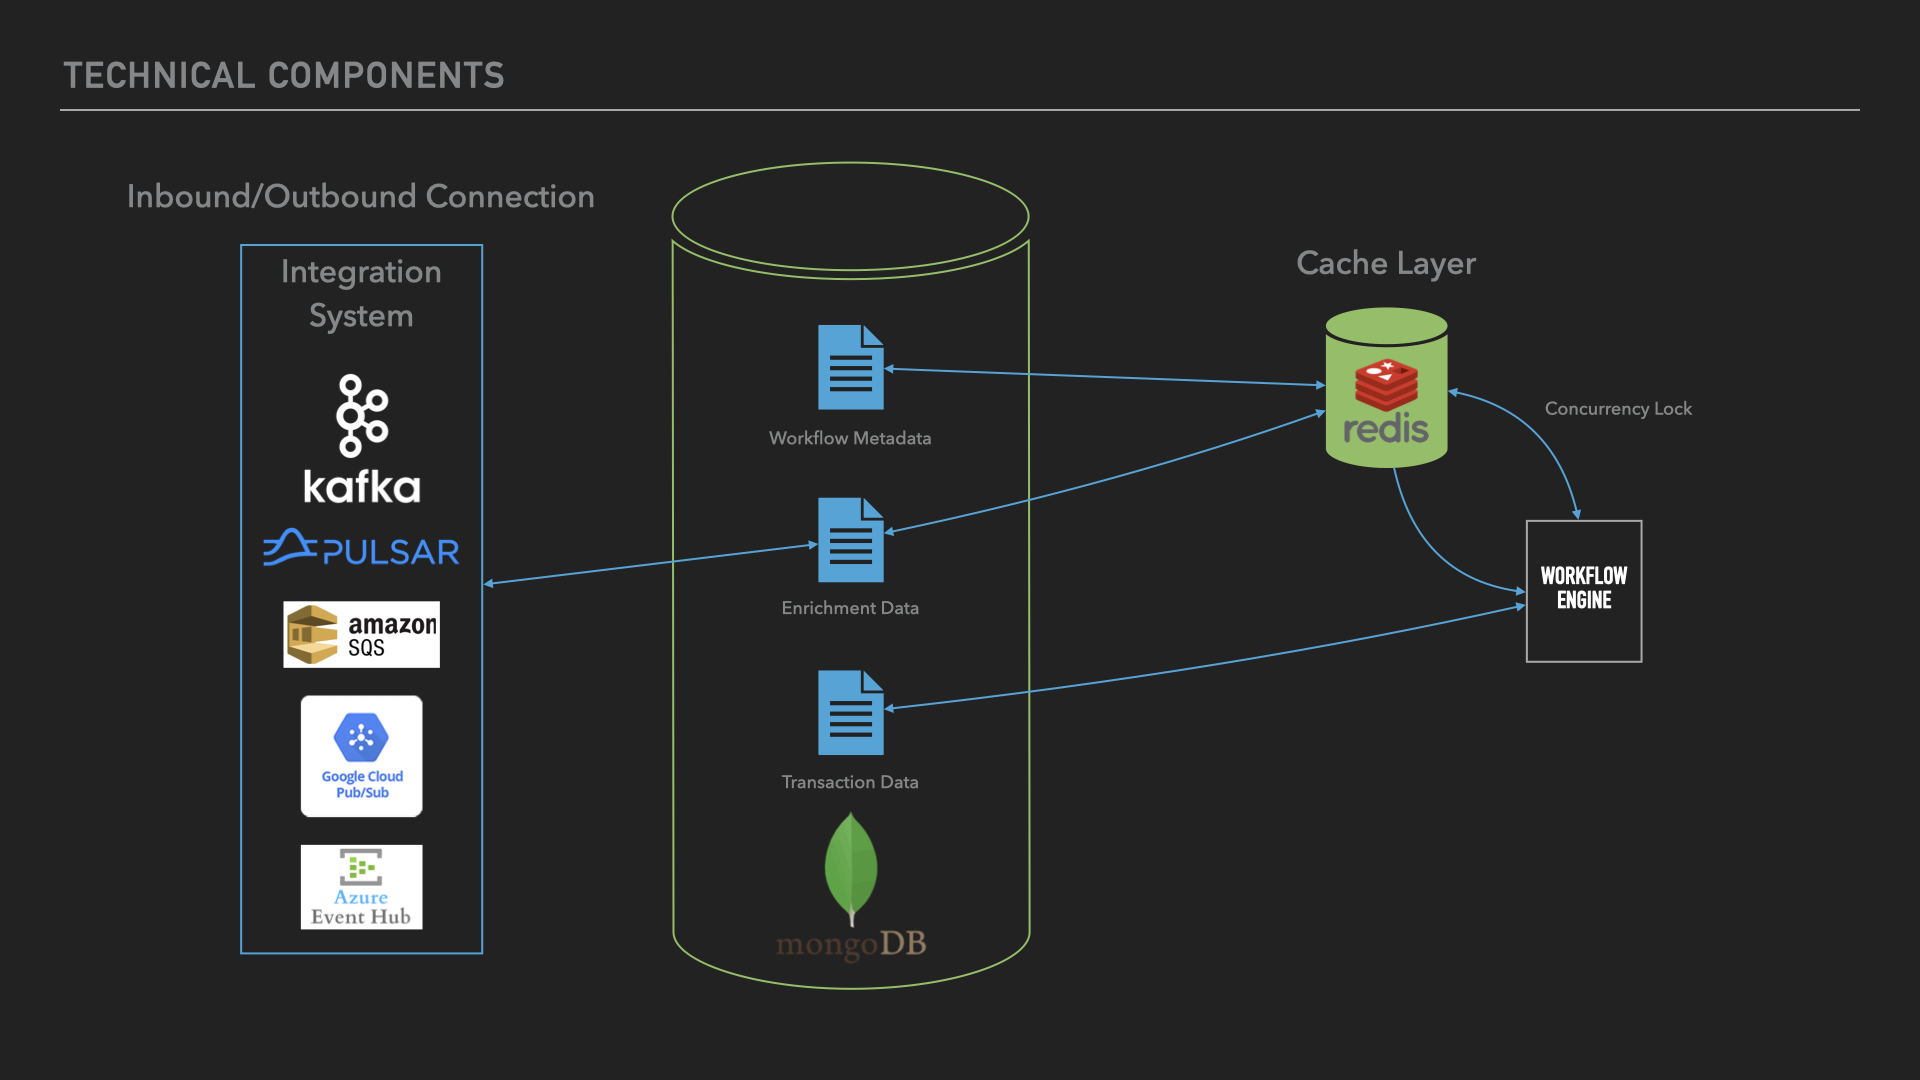 TECHNICAL COMPONENTS
Inbound/Outbound Connection
Integration
System
kafka
PULSAR
amazon
SQS
Google Cloud
Pub/Sub
Azure
Event Hub
Workflow Metadata
Enrichment Data
Transaction Data
mongoDB
Cache Layer
redis
Concurrency Lock
WORKFLOW
ENGINE